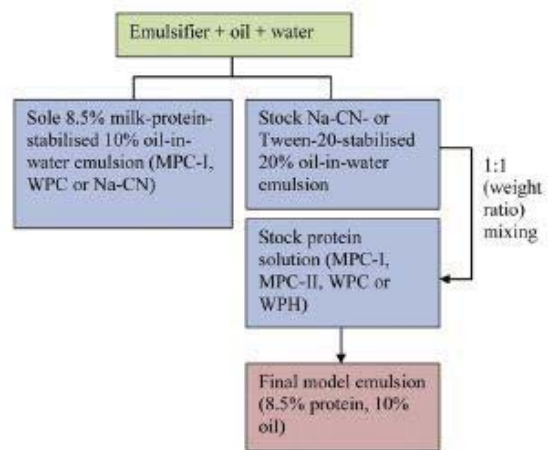 Emulsifier + oil + water
Sole 8.5% milk-protein-
stabilised 10% oil-in-
water emulsion (MPC-I,
WPC or Na-CN)
Stock Na-CN- or
Tween-20-stabilised
20% oil-in-water
emulsion
1:1
(weight
ratio)
mixing
Stock protein
solution (MPC-I,
MPC-II, WPC or
WPH)
Final model emulsion
(8.5% protein, 10%
oil)